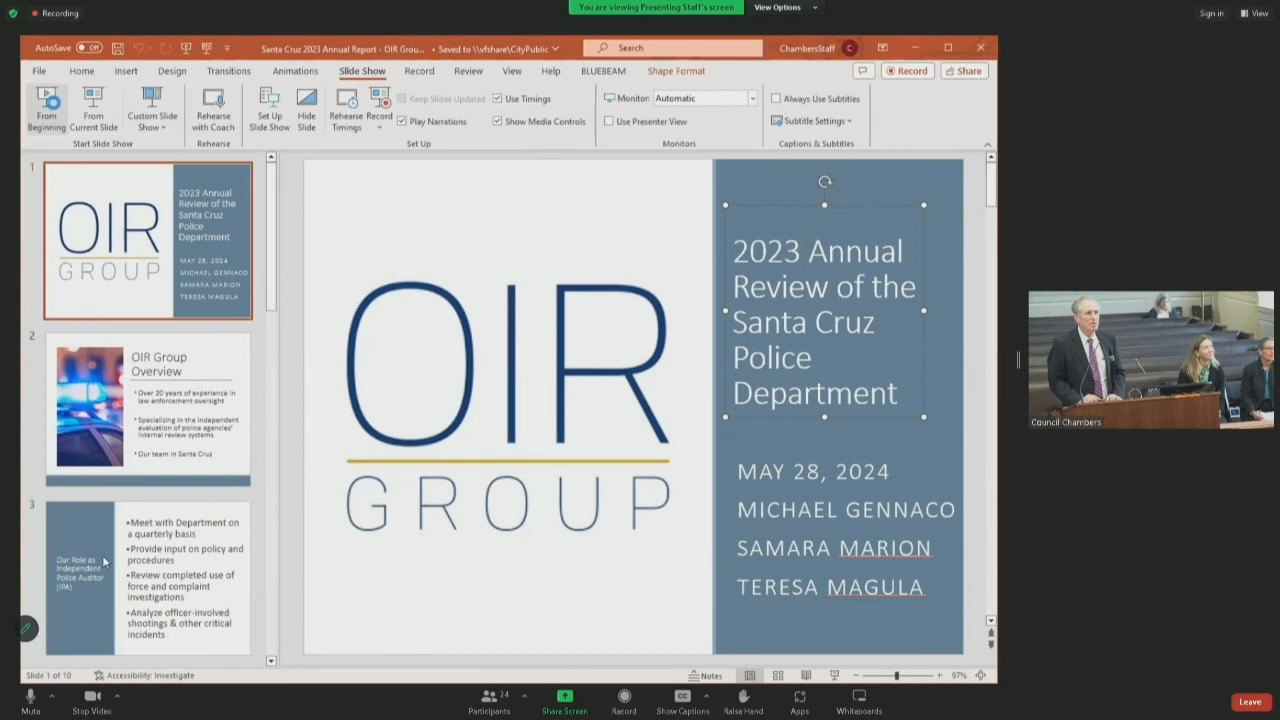 Recording
You are viewing Presenting Staff's screen
View Options
Sign in
View
AutoSave
Off
Santa Cruz 2023 Annual Report - OIR Grou... • Saved to \\vfshare\CityPublic
Search
ChambersStaff
C
File
Home
Insert
Design
Transitions
Animations
Slide Show
Record
Review
View
Help
BLUEBEAM
Shape Format
Record
Share
From Beginning
From Current Slide
Custom Slide Show
Rehearse with Coach
Set Up Slide Show
Hide Slide
Rehearse Timings
Record
Keep Slides Updated
Use Timings
Play Narrations
Show Media Controls
Monitor:
Automatic
Use Presenter View
Always Use Subtitles
Subtitle Settings
Start Slide Show
Rehearse
Set Up
Monitors
Captions & Subtitles
1
OIR
GROUP
2023 Annual
Review of the
Santa Cruz
Police
Department
MAY 28, 2024
MICHAEL GENNACO
SAMARA MARION
TERESA MAGULA
2
OIR Group
Overview
• Over 20 years of experience in
law enforcement oversight
• Specializing in the independent
evaluation of police agencies'
internal review systems
• Our team in Santa Cruz
3
Our Role as
Independent
Police Auditor
(IPA)
•Meet with Department on
a quarterly basis
•Provide input on policy and
procedures
•Review completed use of
force and complaint
investigations
•Analyze officer-involved
shootings & other critical
incidents
OIR
GROUP
2023 Annual
Review of the
Santa Cruz
Police
Department
MAY 28, 2024
MICHAEL GENNACO
SAMARA MARION
TERESA MAGULA
Council Chambers
Slide 1 of 10
Accessibility: Investigate
Notes
97%
Mute
Stop Video
Participants
24
Share Screen
Record
CC
Show Captions
Raise Hand
Apps
Whiteboards
Leave